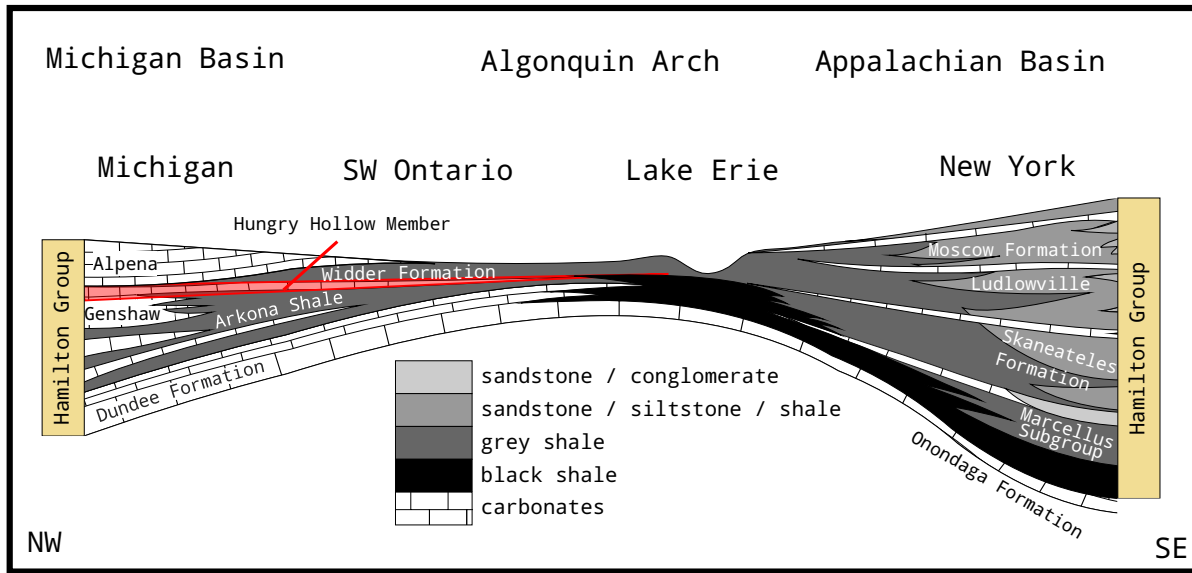 Michigan Basin
Algonquin Arch
Appalachian Basin
Michigan
SW Ontario
Lake Erie
New York
Hungry Hollow Member
Hamilton Group
Alpena
Widder Formation
Genshaw
Arkona Shale
Dundee Formation
Moscow Formation
Ludlowville
Skaneateles
Formation
Marcellus
Subgroup
Onondaga Formation
Hamilton Group
sandstone / conglomerate
sandstone / siltstone / shale
grey shale
black shale
carbonates
NW
SE